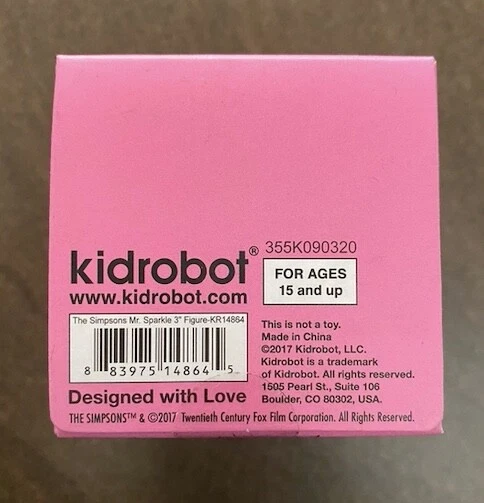 kidrobot® 355K090320
www.kidrobot.com
FOR AGES
15 and up
The Simpsons Mr. Sparkle 3" Figure-KR14864
8 83975 14864 5
Designed with Love
This is not a toy.
Made in China
©2017 Kidrobot, LLC.
Kidrobot is a trademark
of Kidrobot. All rights reserved.
1505 Pearl St., Suite 106
Boulder, CO 80302, USA.
THE SIMPSONS™ & ©2017 Twentieth Century Fox Film Corporation. All Rights Reserved.